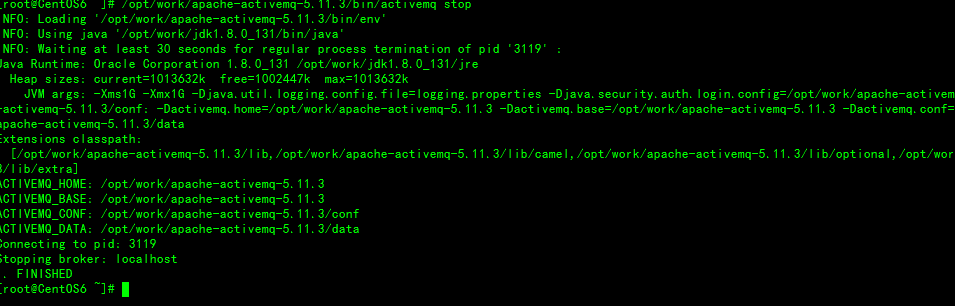 [root@CentOS6 ~]# /opt/work/apache-activemq-5.11.3/bin/activemq stop
NFO: Loading '/opt/work/apache-activemq-5.11.3/bin/env'
NFO: Using java '/opt/work/jdk1.8.0_131/bin/java'
NFO: Waiting at least 30 seconds for regular process termination of pid '3119' :
Java Runtime: Oracle Corporation 1.8.0_131 /opt/work/jdk1.8.0_131/jre
Heap sizes: current=1013632k free=1002447k max=1013632k
JVM args: -Xms1G -Xmx1G -Djava.util.logging.config.file=logging.properties -Djava.security.auth.login.config=/opt/work/apache-activem
-activemq-5.11.3/conf: -Dactivemq.home=/opt/work/apache-activemq-5.11.3 -Dactivemq.base=/opt/work/apache-activemq-5.11.3 -Dactivemq.conf=
apache-activemq-5.11.3/data
Extensions classpath:
[/opt/work/apache-activemq-5.11.3/lib,/opt/work/apache-activemq-5.11.3/lib/camel,/opt/work/apache-activemq-5.11.3/lib/optional,/opt/wor
3/lib/extra]
ACTIVEMQ_HOME: /opt/work/apache-activemq-5.11.3
ACTIVEMQ_BASE: /opt/work/apache-activemq-5.11.3
ACTIVEMQ_CONF: /opt/work/apache-activemq-5.11.3/conf
ACTIVEMQ_DATA: /opt/work/apache-activemq-5.11.3/data
Connecting to pid: 3119
Stopping broker: localhost
. FINISHED
[root@CentOS6 ~]#